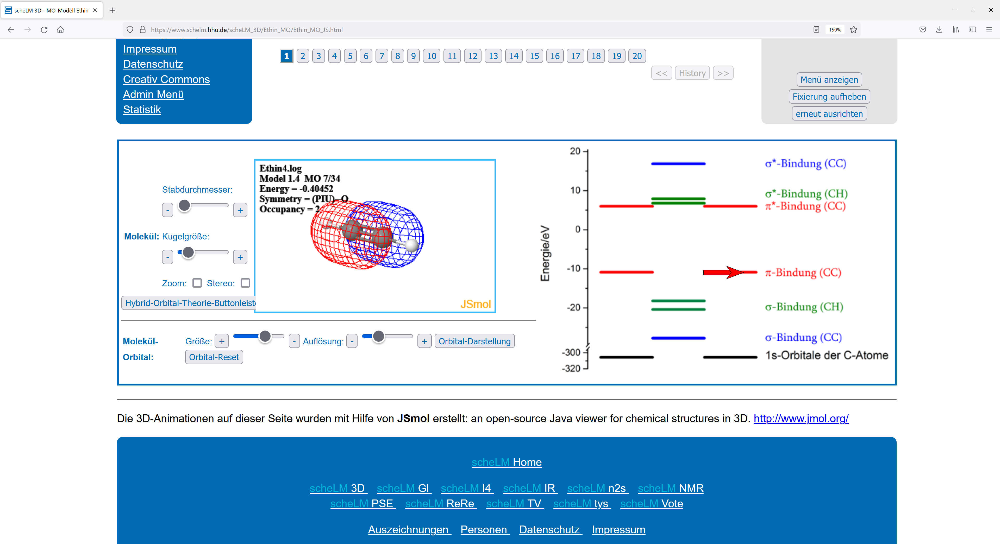 scheLM 3D - MO-Modell Ethin
https://www.schelm.hhu.de/scheLM_3D/Ethin_MO/Ethin_MO_JS.html
150%
Impressum
Datenschutz
Creativ Commons
Admin Menü
Statistik
1 2 3 4 5 6 7 8 9 10 11 12 13 14 15 16 17 18 19 20
<< History >>
Menü anzeigen
Fixierung aufheben
erneut ausrichten
Stabdurchmesser:
- +
Molekül: Kugelgröße:
- +
Zoom: Stereo:
Hybrid-Orbital-Theorie-Buttonleiste
Ethin4.log
Model 1.4 MO 7/34
Energy = -0.40452
Symmetry = (PIU)--O
Occupancy = 2
JSmol
Molekül-Orbital:
Größe: + - Auflösung: - + Orbital-Darstellung
Orbital-Reset
Energie/eV
20
10
0
-10
-20
-300
-320
σ*-Bindung (CC)
σ*-Bindung (CH)
π*-Bindung (CC)
π-Bindung (CC)
σ-Bindung (CH)
σ-Bindung (CC)
1s-Orbitale der C-Atome
Die 3D-Animationen auf dieser Seite wurden mit Hilfe von JSmol erstellt: an open-source Java viewer for chemical structures in 3D. http://www.jmol.org/
scheLM Home
scheLM 3D scheLM Gl scheLM I4 scheLM IR scheLM n2s scheLM NMR
scheLM PSE scheLM ReRe scheLM TV scheLM tys scheLM Vote
Auszeichnungen Personen Datenschutz Impressum